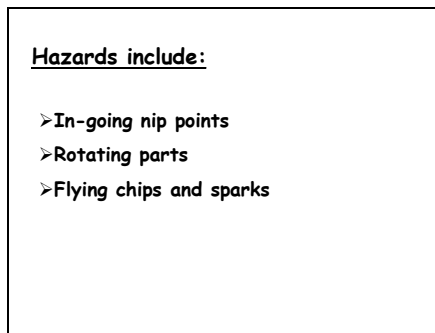 Hazards include:
➢In-going nip points
➢Rotating parts
➢Flying chips and sparks